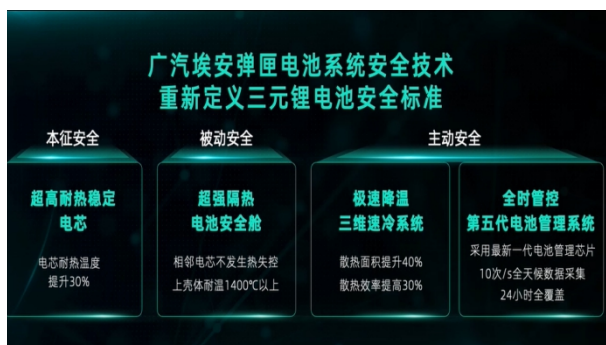 广汽埃安弹匣电池系统安全技术
重新定义三元锂电池安全标准
本征安全
被动安全
主动安全
超高耐热稳定
电芯
电芯耐热温度
提升30%
超强隔热
电池安全舱
相邻电芯不发生热失控
上壳体耐温1400℃以上
极速降温
三维速冷系统
散热面积提升40%
散热效率提高30%
全时管控
第五代电池管理系统
采用最新一代电池管理芯片
10次/s全天候数据采集
24小时全覆盖